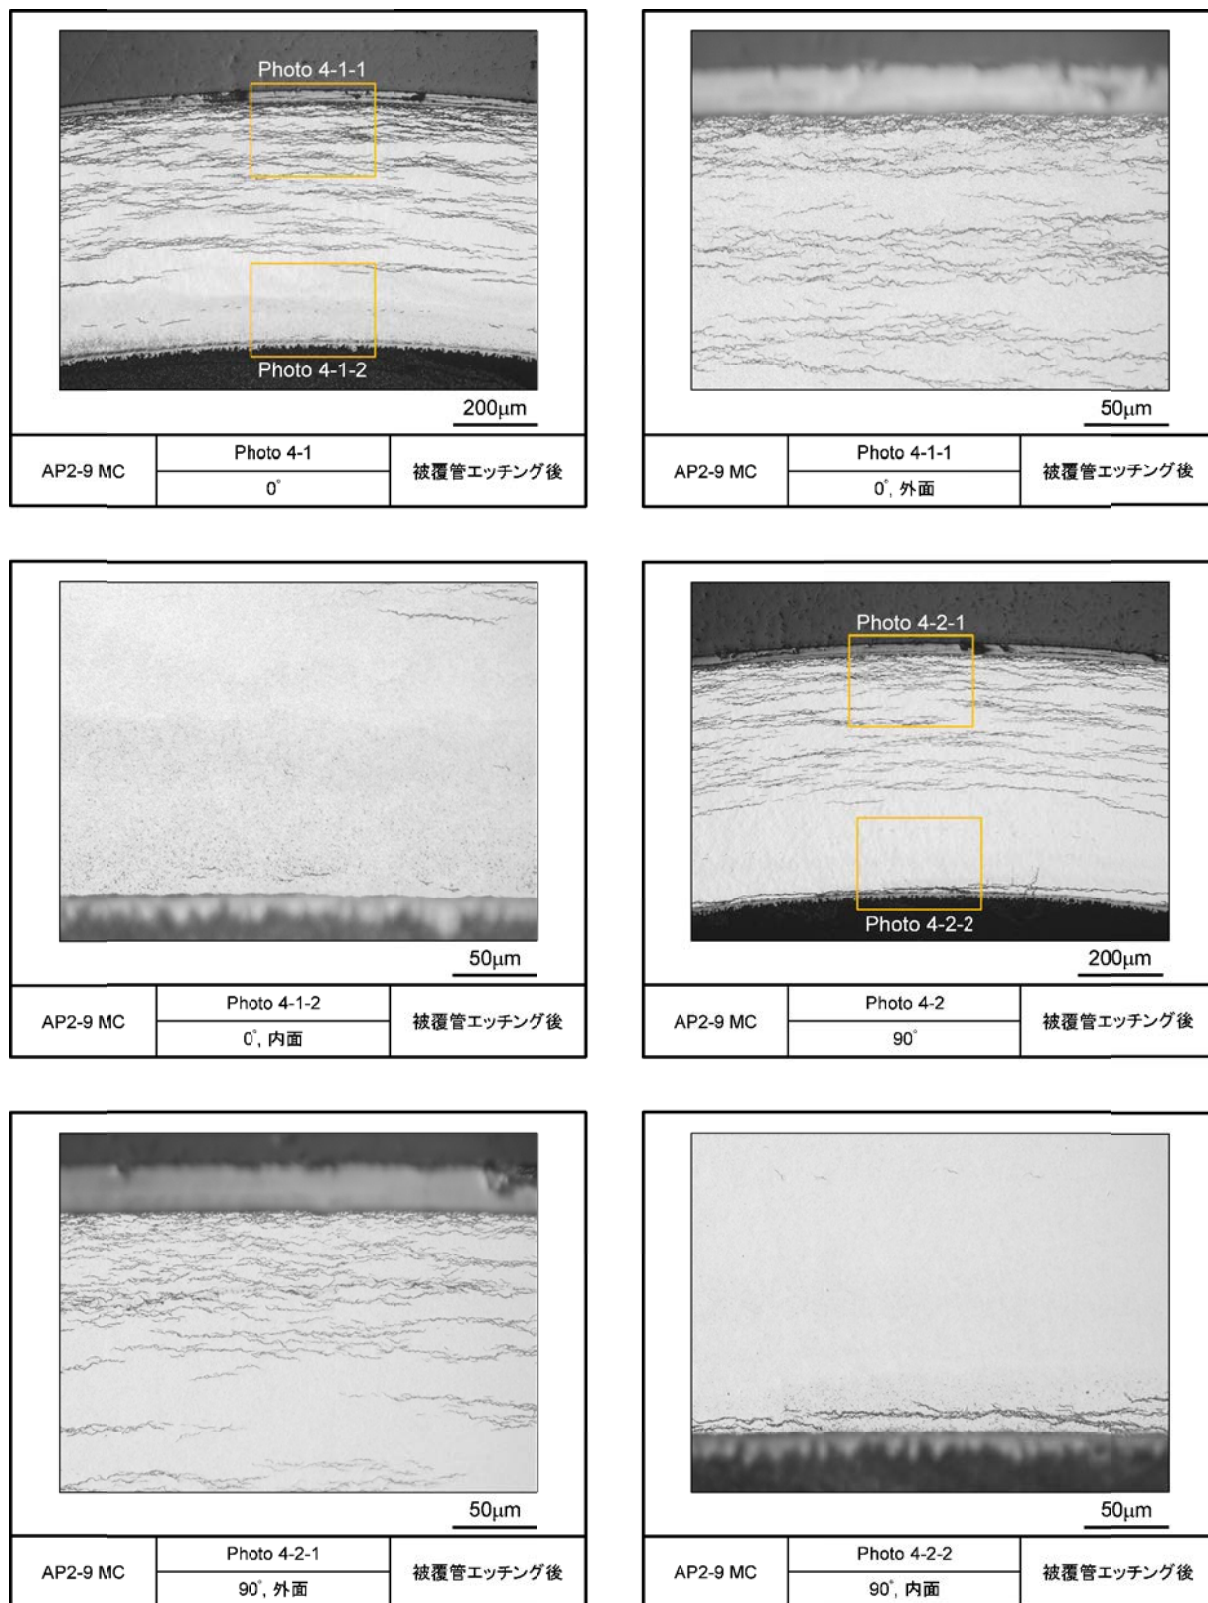 Photo 4-1-1
Photo 4-1-2
200μm
AP2-9 MC
Photo 4-1
0°
被覆管エッチング後
50μm
AP2-9 MC
Photo 4-1-1
0°, 外面
被覆管エッチング後
50μm
AP2-9 MC
Photo 4-1-2
0°, 内面
被覆管エッチング後
Photo 4-2-1
Photo 4-2-2
200μm
AP2-9 MC
Photo 4-2
90°
被覆管エッチング後
50μm
AP2-9 MC
Photo 4-2-1
90°, 外面
被覆管エッチング後
50μm
AP2-9 MC
Photo 4-2-2
90°, 内面
被覆管エッチング後